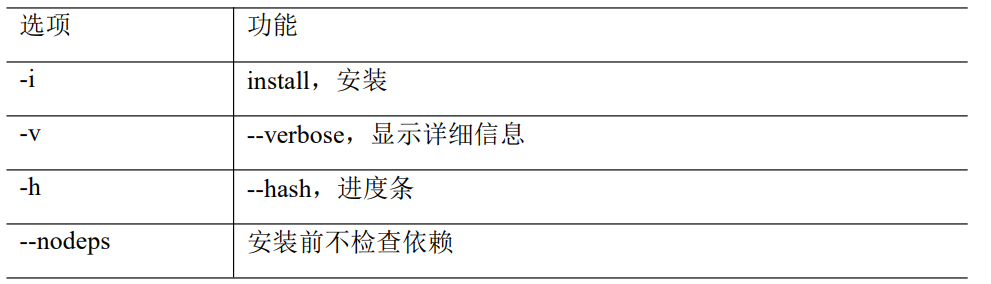 选项 功能
-i install，安装
-v --verbose，显示详细信息
-h --hash，进度条
--nodeps 安装前不检查依赖